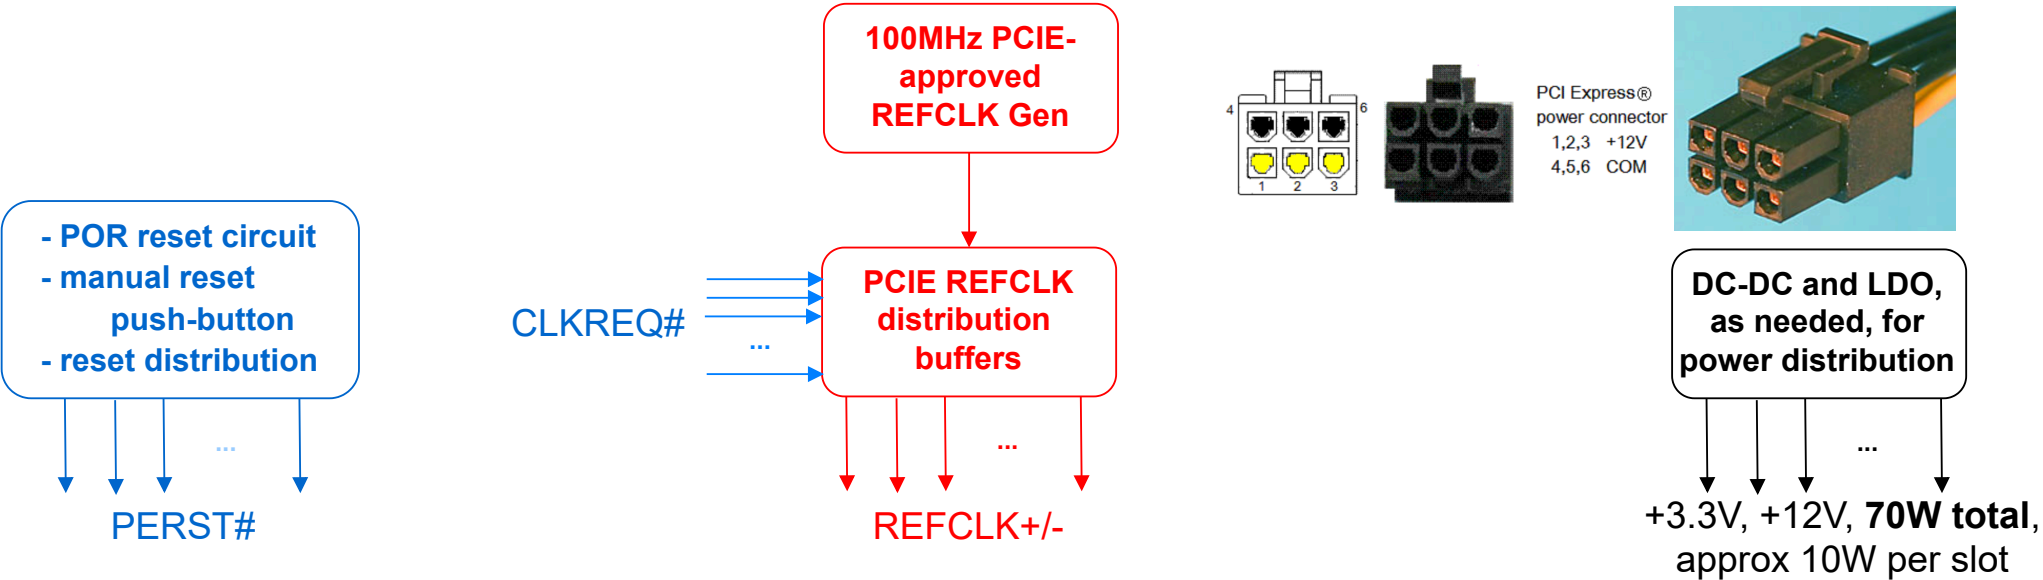 100MHz PCIE-
approved
REFCLK Gen
4
6
1 2 3
PCI Express®
power connector
1,2,3 +12V
4,5,6 COM
- POR reset circuit
- manual reset
push-button
- reset distribution
...
PERST#
CLKREQ#
...
PCIE REFCLK
distribution
buffers
...
REFCLK+/-
DC-DC and LDO,
as needed, for
power distribution
...
+3.3V, +12V, 70W total,
approx 10W per slot